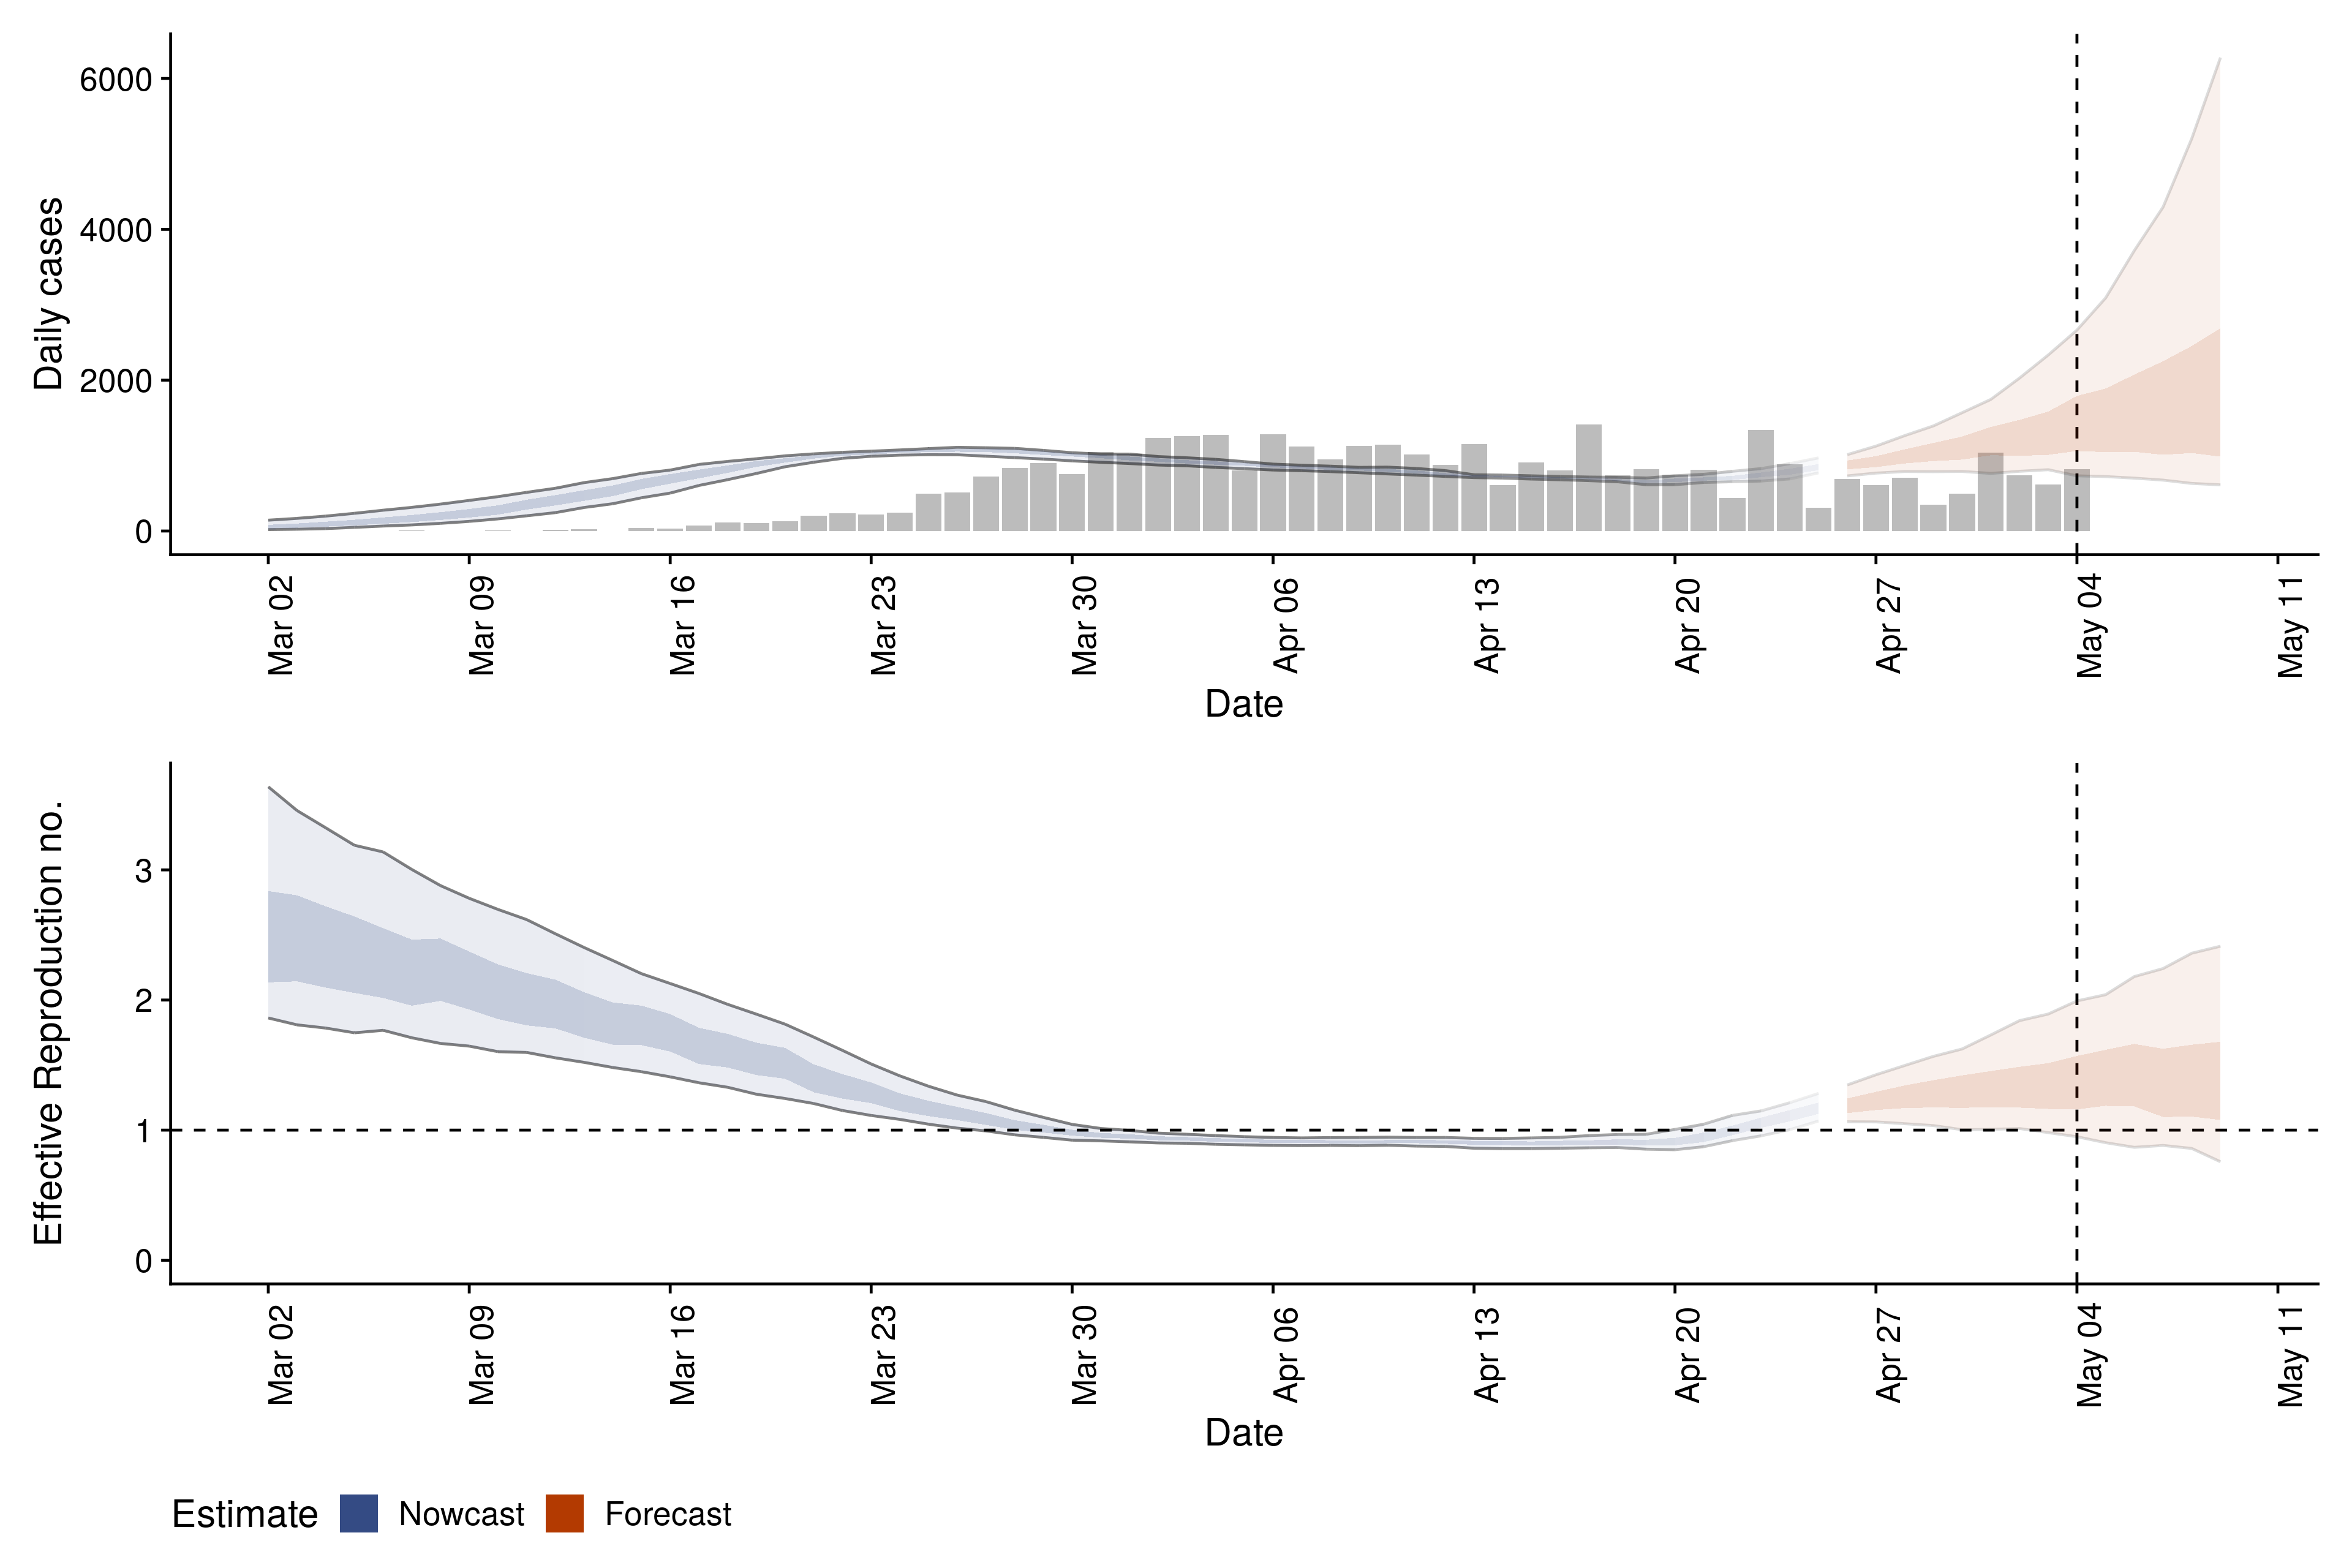 Daily cases
6000
4000
2000
0
Mar 02
Mar 09
Mar 16
Mar 23
Mar 30
Apr 06
Apr 13
Apr 20
Apr 27
May 04
May 11
Date
Effective Reproduction no.
3
2
1
0
Mar 02
Mar 09
Mar 16
Mar 23
Mar 30
Apr 06
Apr 13
Apr 20
Apr 27
May 04
May 11
Date
Estimate Nowcast Forecast